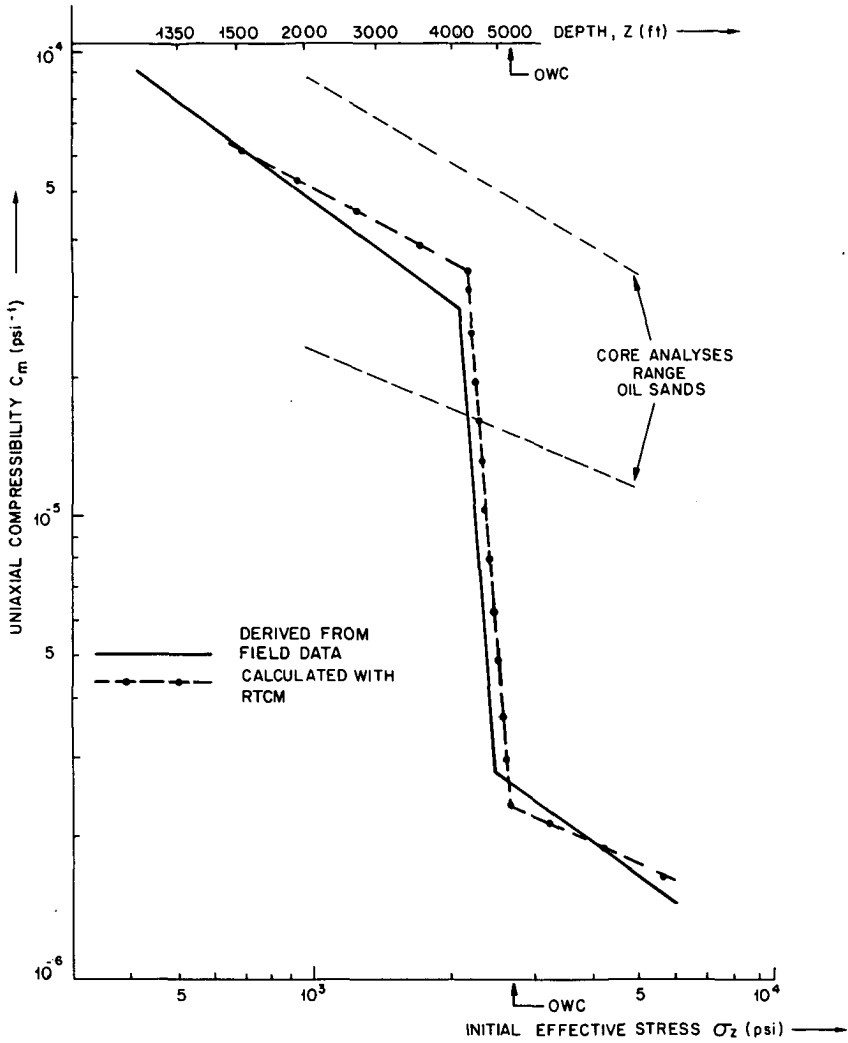 1350 1500 2000 3000 4000 5000 DEPTH, Z (ft)
OWC
10⁻⁴
5
10⁻⁵
5
10⁻⁶
UNIAXIAL COMPRESSIBILITY Cm (psi⁻¹)
CORE ANALYSES
RANGE
OIL SANDS
DERIVED FROM
FIELD DATA
CALCULATED WITH
RTCM
5 10³ 5 10⁴
OWC
INITIAL EFFECTIVE STRESS σz (psi)